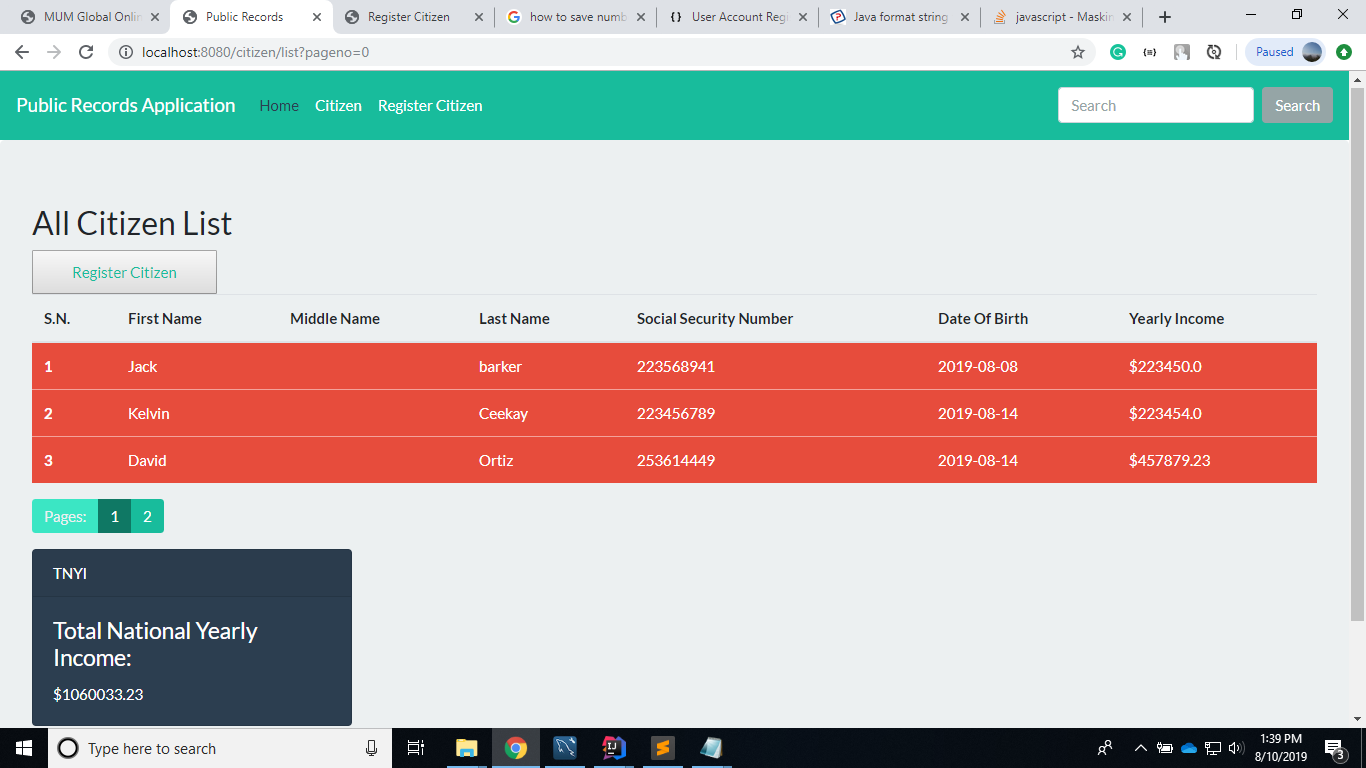 MUM Global Onlin
Public Records
Register Citizen
how to save numb
User Account Regi
Java format string
javascript - Maskin
localhost:8080/citizen/list?pageno=0
Paused
Public Records Application Home Citizen Register Citizen Search Search
All Citizen List
Register Citizen
S.N. First Name Middle Name Last Name Social Security Number Date Of Birth Yearly Income
1 Jack barker 223568941 2019-08-08 $223450.0
2 Kelvin Ceekay 223456789 2019-08-14 $223454.0
3 David Ortiz 253614449 2019-08-14 $457879.23
Pages: 1 2
TNYI
Total National Yearly
Income:
$1060033.23
Type here to search
1:39 PM
8/10/2019
3